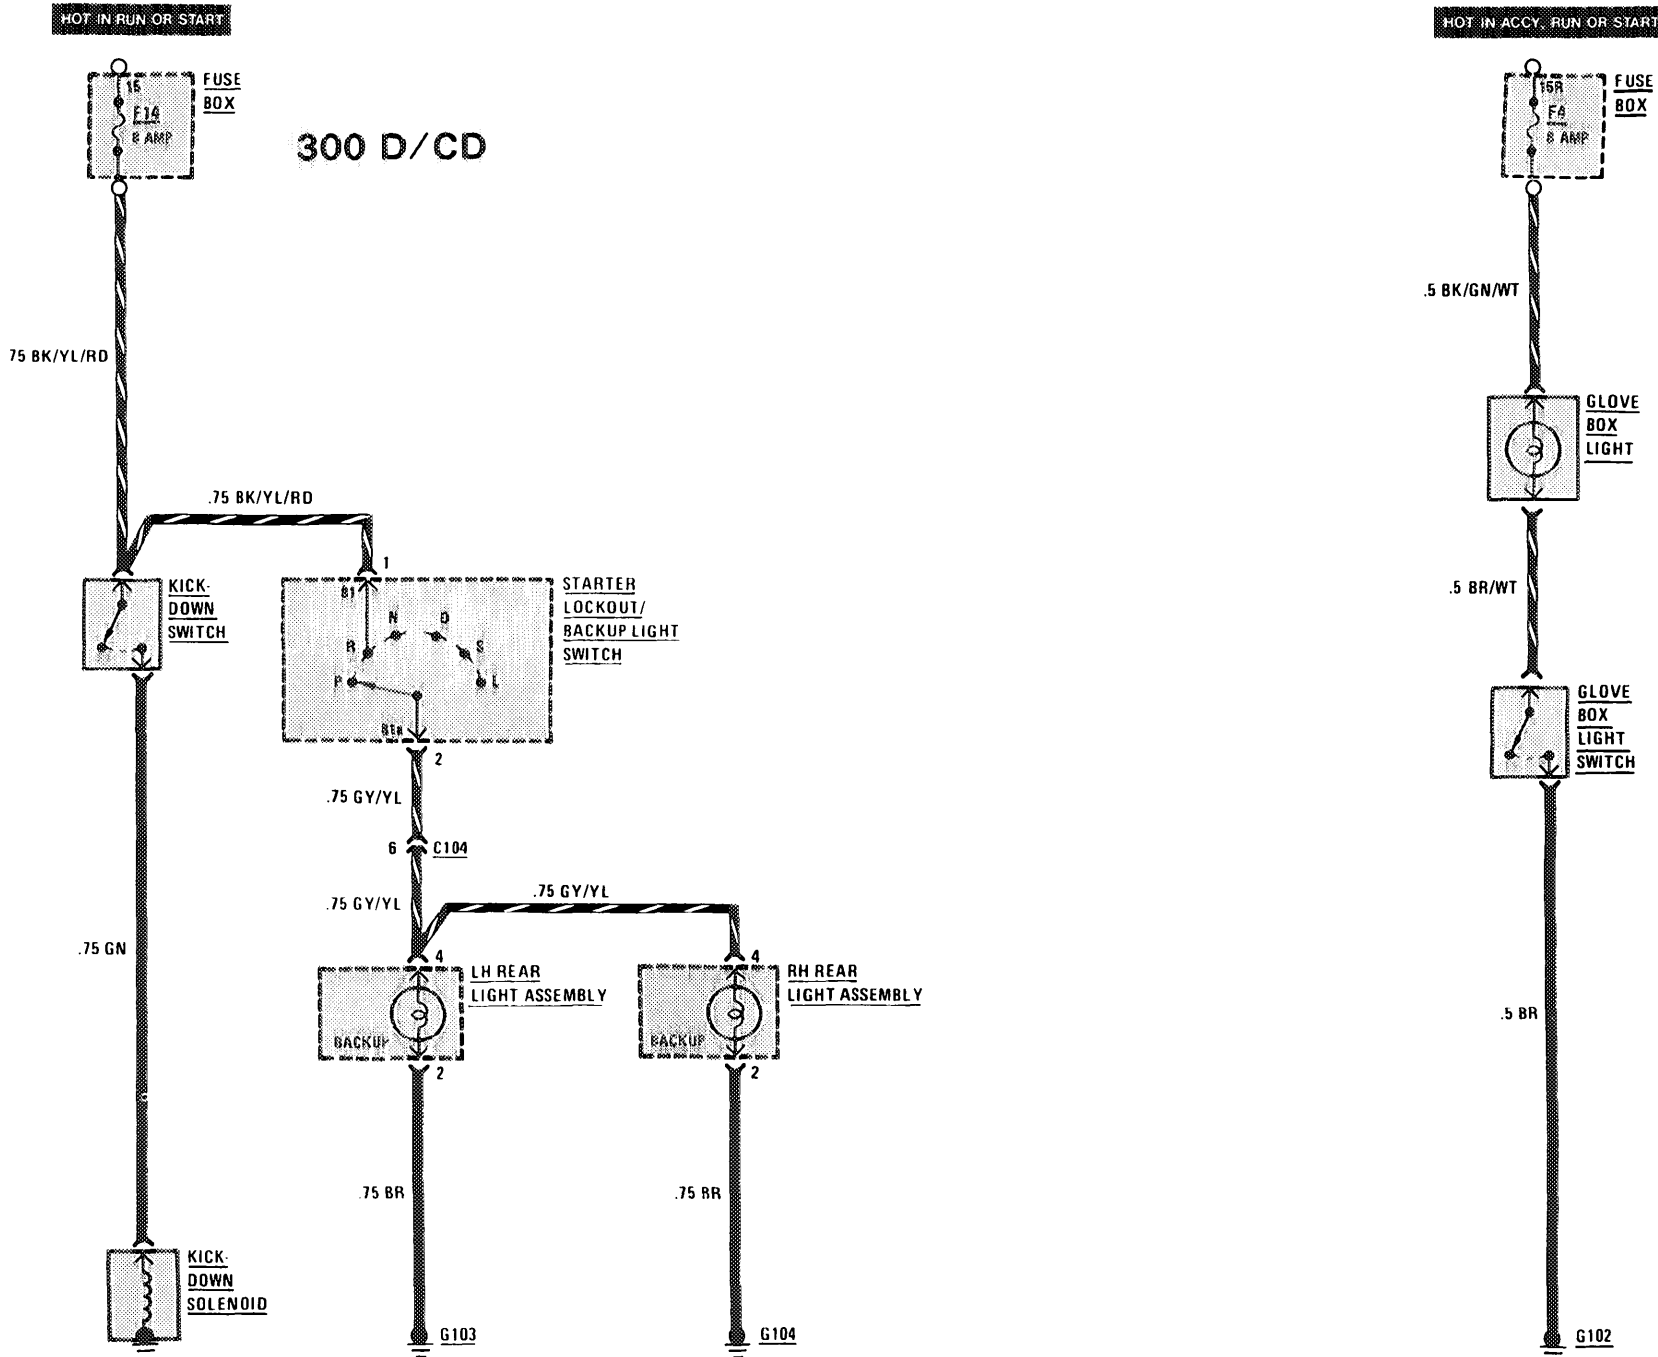 HOT IN RUN OR START
HOT IN ACCY, RUN OR START
15
F14
8 AMP
FUSE
BOX
300 D/CD
15R
F4
8 AMP
FUSE
BOX
.5 BK/GN/WT
75 BK/YL/RD
GLOVE
BOX
LIGHT
.75 BK/YL/RD
1
KICK-
DOWN
SWITCH
81
N
D
R
S
P
L
STARTER
LOCKOUT/
BACKUP LIGHT
SWITCH
2
.5 BR/WT
GLOVE
BOX
LIGHT
SWITCH
.75 GY/YL
6
C104
.75 GY/YL
.75 GY/YL
.75 GN
4
LH REAR
LIGHT ASSEMBLY
BACKUP
2
4
RH REAR
LIGHT ASSEMBLY
BACKUP
2
.5 BR
.75 BR
.75 BR
KICK-
DOWN
SOLENOID
G103
G104
G102